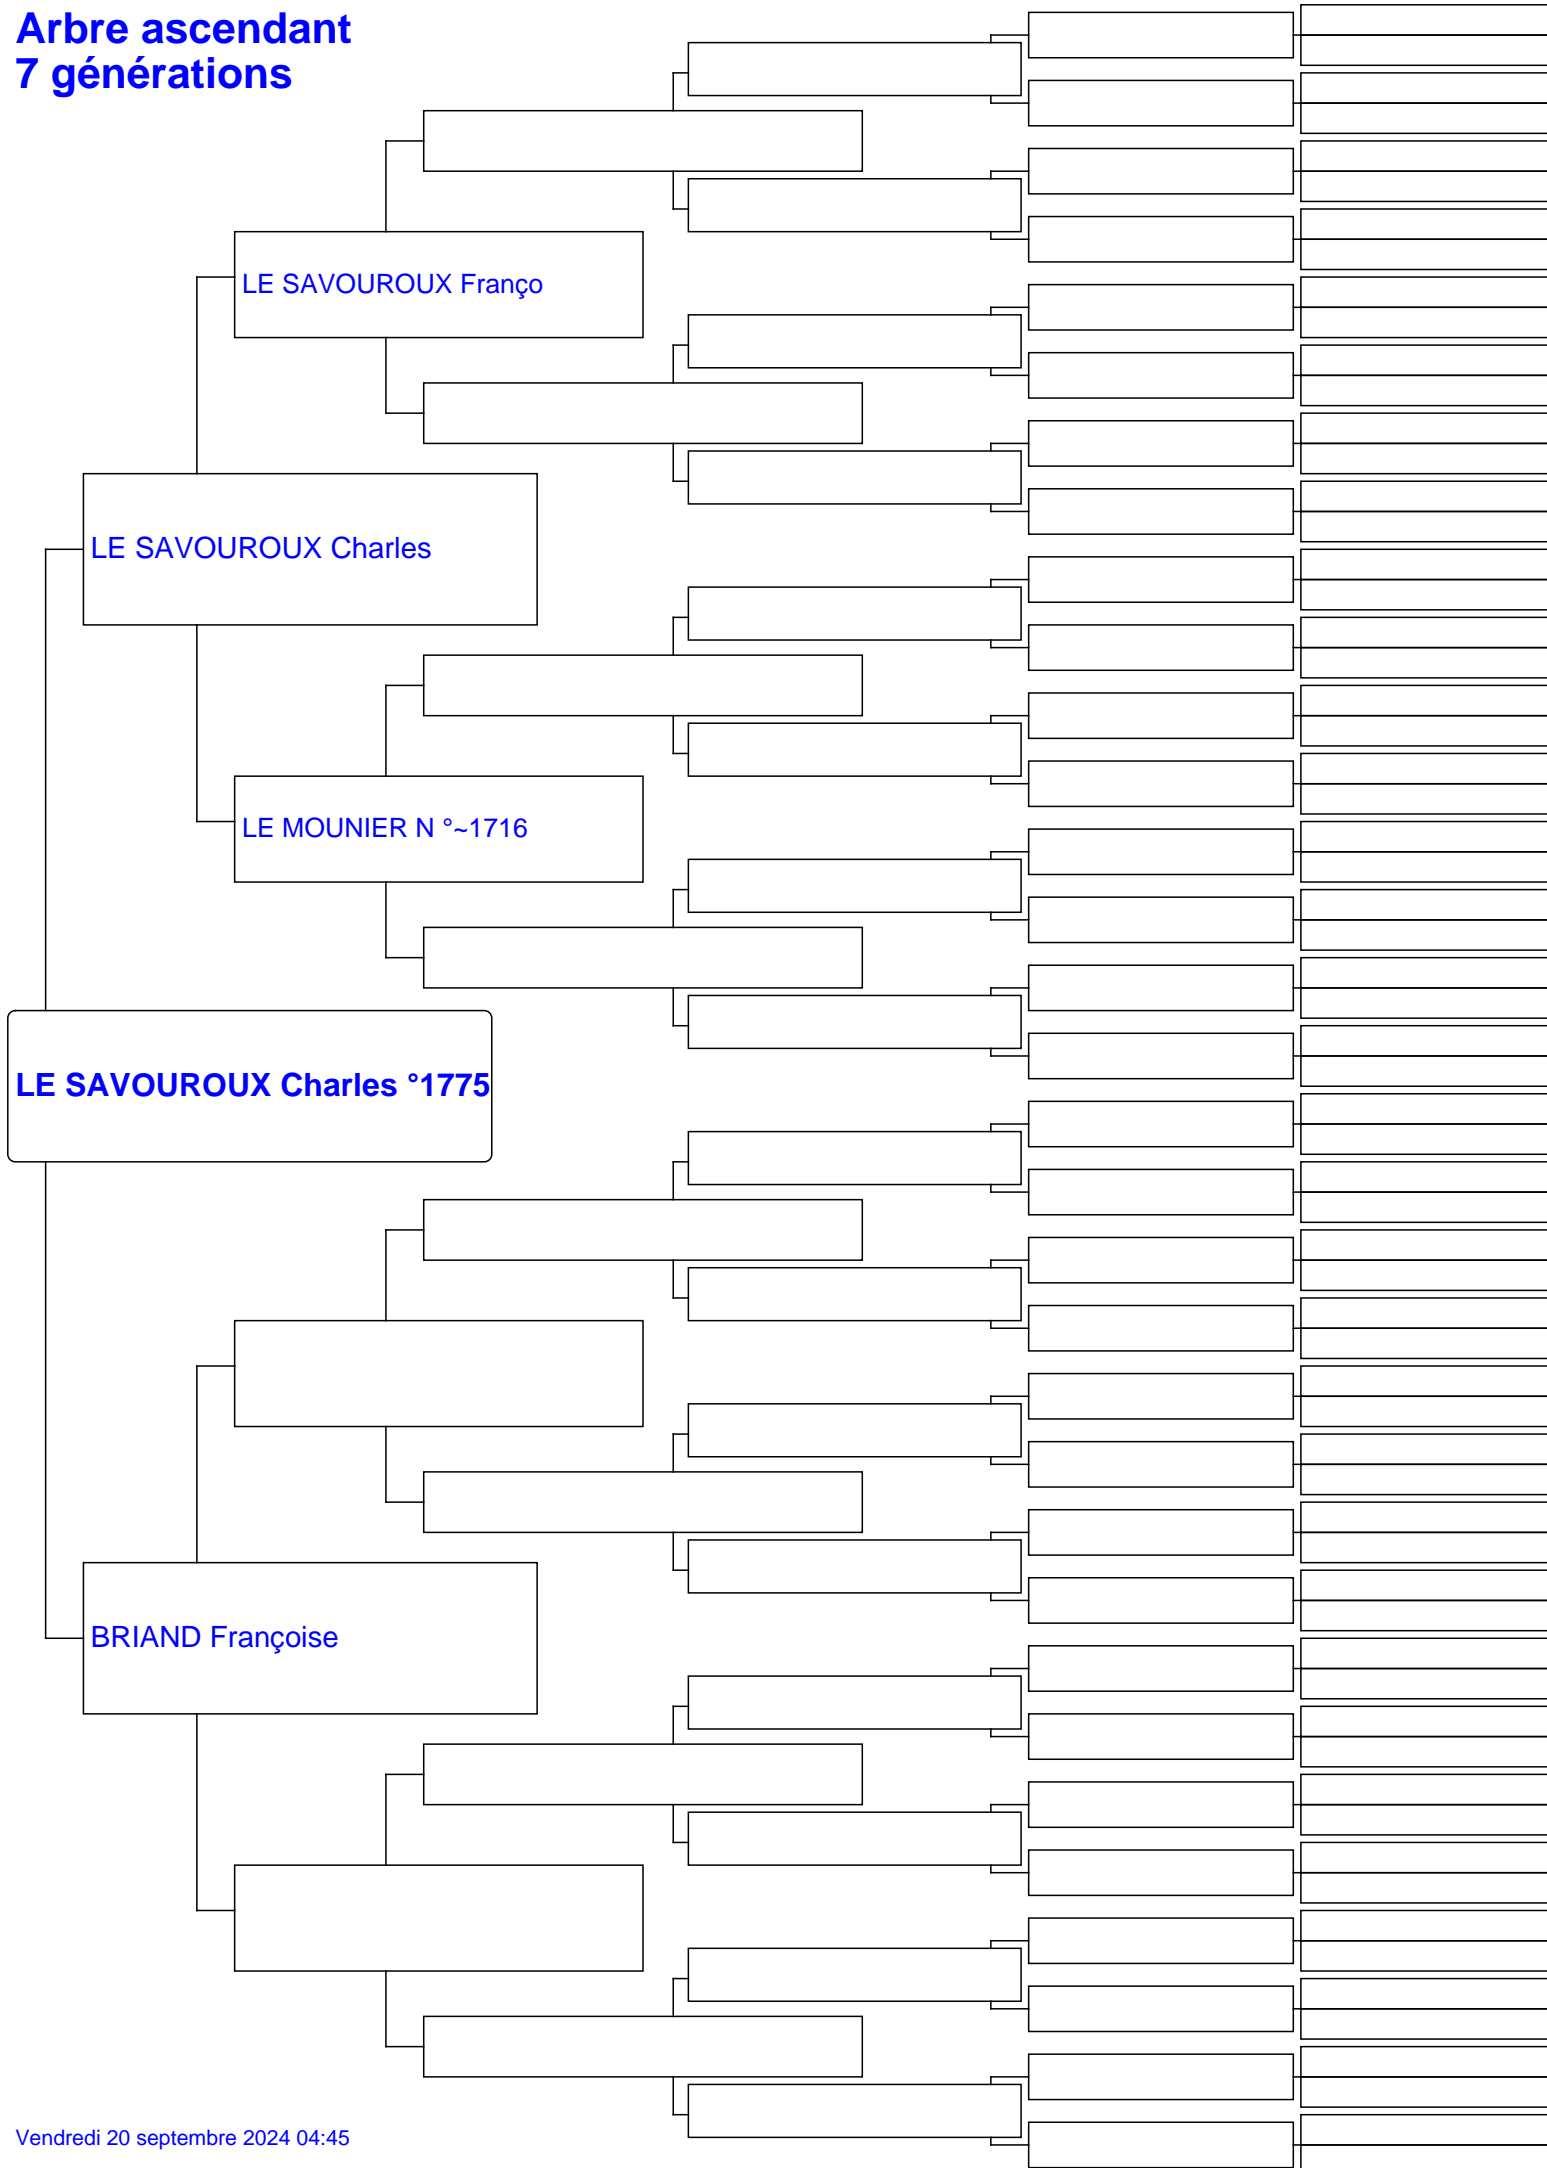 Arbre ascendant
7 générations
LE SAVOUROUX Franço
LE SAVOUROUX Charles
LE MOUNIER N °~1716
LE SAVOUROUX Charles °1775
BRIAND Françoise
Vendredi 20 septembre 2024 04:45